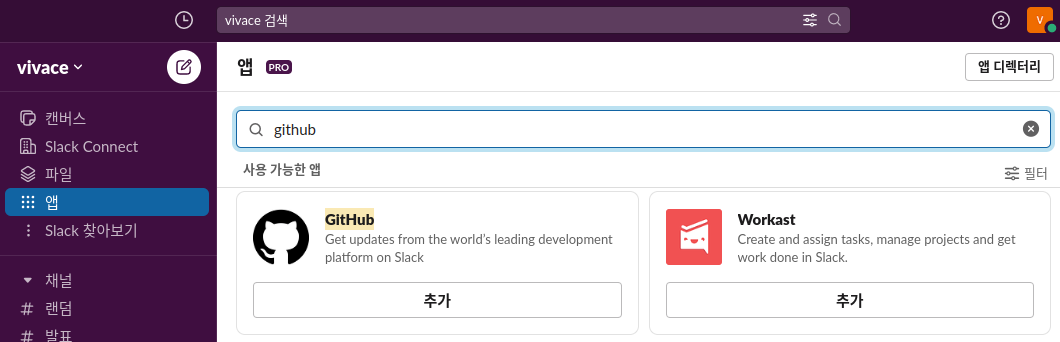 vivace 검색
V
vivace
앱 PRO
앱 디렉터리
캔버스
Slack Connect
파일
앱
Slack 찾아보기
채널
# 랜덤
# 발표
github
사용 가능한 앱
필터
GitHub
Get updates from the world's leading development
platform on Slack
추가
Workast
Create and assign tasks, manage projects and get
work done in Slack.
추가